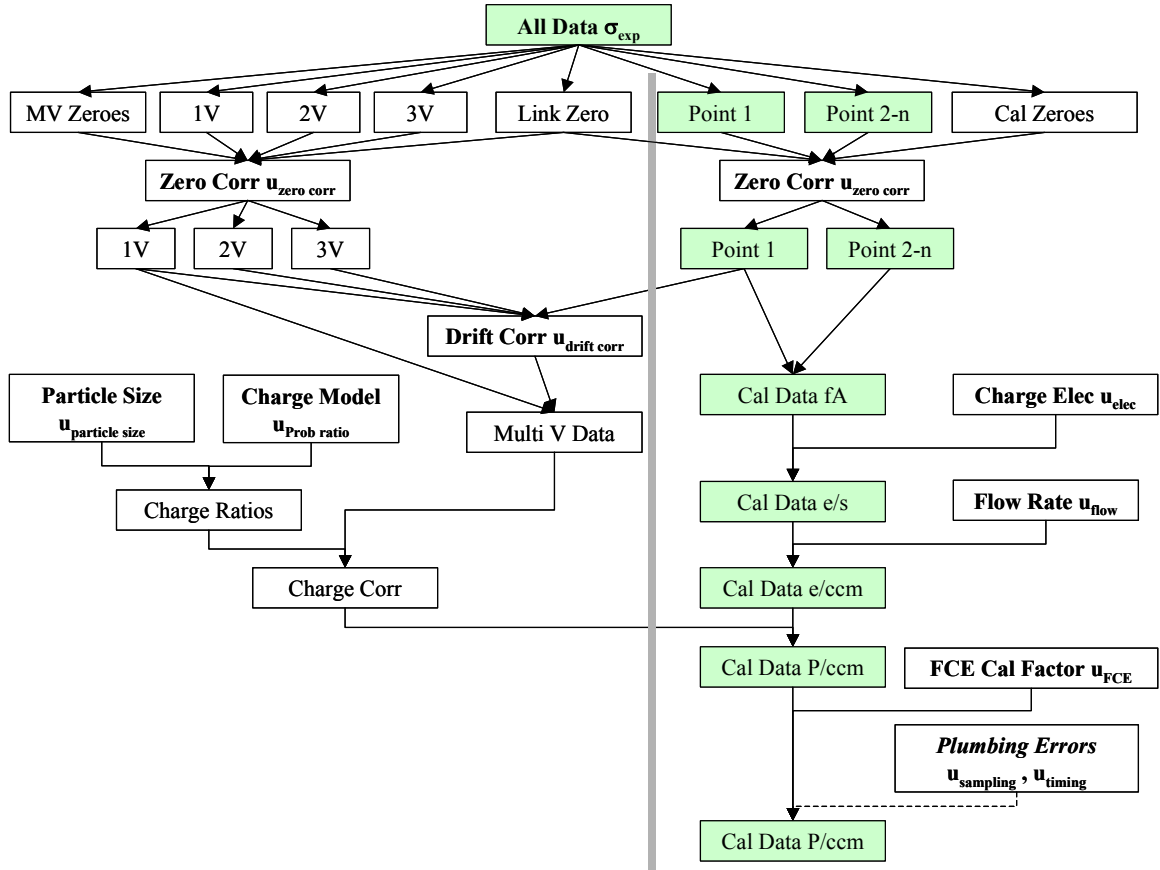 All Data σexp
MV Zeroes
1V
2V
3V
Link Zero
Point 1
Point 2-n
Cal Zeroes
Zero Corr uzero corr
Zero Corr uzero corr
1V
2V
3V
Point 1
Point 2-n
Drift Corr udrift corr
Particle Size
uparticle size
Charge Model
uProb ratio
Multi V Data
Cal Data fA
Charge Elec uelec
Charge Ratios
Cal Data e/s
Flow Rate uflow
Charge Corr
Cal Data e/ccm
Cal Data P/ccm
FCE Cal Factor uFCE
Plumbing Errors
usampling , utiming
Cal Data P/ccm